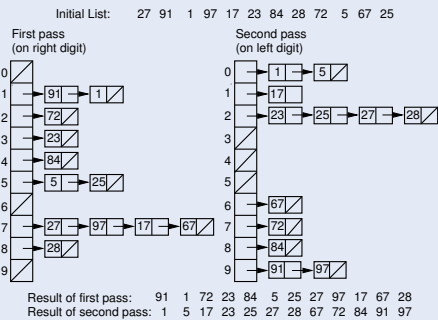 Initial List: 27 91 1 97 17 23 84 28 72 5 67 25
First pass
(on right digit)
0
1 91 1
2 72
3 23
4 84
5 5 25
6
7 27 97 17 67
8 28
9
Second pass
(on left digit)
0 1 5
1 17
2 23 25 27 28
3
4
5
6 67
7 72
8 84
9 91 97
Result of first pass: 91 1 72 23 84 5 25 27 97 17 67 28
Result of second pass: 1 5 17 23 25 27 28 67 72 84 91 97